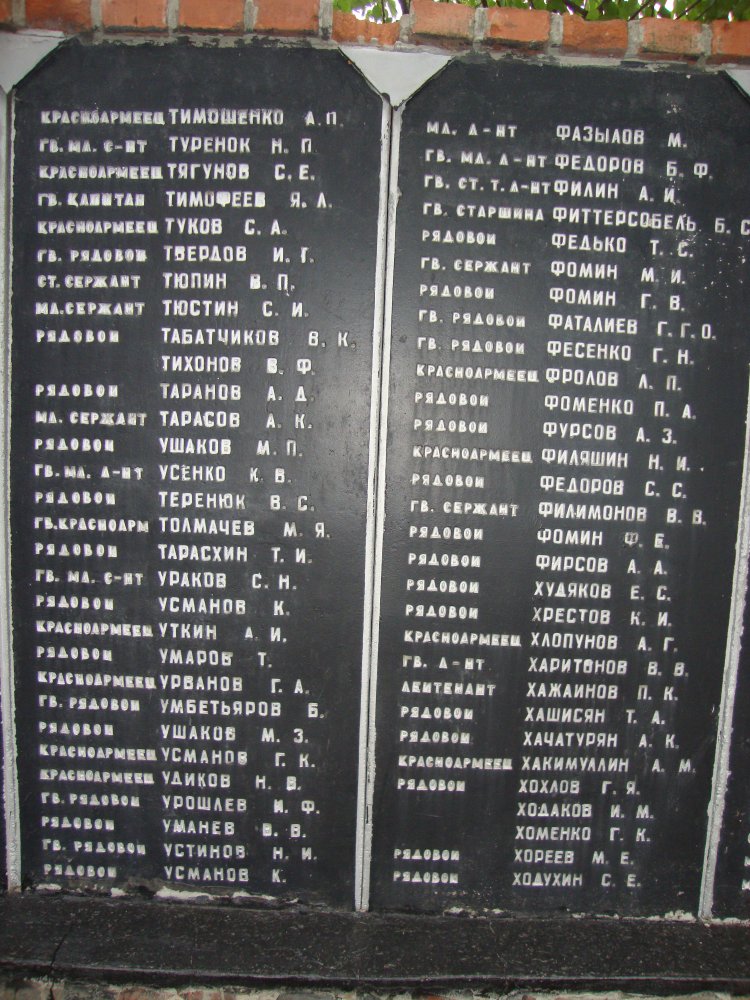 КРАСНОАРМЕЕЦ ТИМОШЕНКО А.П.
ГВ. МЛ. С-НТ ТУРЕНОК Н. П.
КРАСНОАРМЕЕЦ ТЯГУНОВ С. Е.
ГВ. КАПИТАН ТИМОФЕЕВ Я. Л.
КРАСНОАРМЕЕЦ ТУКОВ С. А.
ГВ. РЯДОВОЙ ТВЕРДОВ И. Г.
СТ. СЕРЖАНТ ТЮПИН В. П.
МЛ. СЕРЖАНТ ТЮСТИН С. И.
РЯДОВОЙ ТАБАТЧИКОВ В. К.
ТИХОНОВ В. Ф.
РЯДОВОЙ ТАРАНОВ А. Д.
МЛ. СЕРЖАНТ ТАРАСОВ А. К.
РЯДОВОЙ УШАКОВ М. П.
ГВ. МЛ. Л-НТ УСЕНКО К. В.
РЯДОВОЙ ТЕРЕНЮК В. С.
ГВ. КРАСНОАРМ ТОЛМАЧЕВ М. Я.
РЯДОВОЙ ТАРАСХИН Т. И.
ГВ. МЛ. С-НТ УРАКОВ С. Н.
РЯДОВОЙ УСМАНОВ К.
КРАСНОАРМЕЕЦ УТКИН А. И.
РЯДОВОЙ УМАРОВ Т.
КРАСНОАРМЕЕЦ УРВАНОВ Г. А.
ГВ. РЯДОВОЙ УМБЕТЬЯРОВ Б.
РЯДОВОЙ УШАКОВ М. З.
КРАСНОАРМЕЕЦ УСМАНОВ Г. К.
КРАСНОАРМЕЕЦ УДИКОВ Н. В.
ГВ. РЯДОВОЙ УРОШЛЕВ И. Ф.
РЯДОВОЙ УМАНЕВ В. В.
ГВ. РЯДОВОЙ УСТИНОВ Н. И.
РЯДОВОЙ УСМАНОВ К.
МЛ. Л-НТ ФАЗЫЛОВ М.
ГВ. МЛ. Л-НТ ФЕДОРОВ Б. Ф.
ГВ. СТ. Т. Л-НТ ФИЛИН А. И.
ГВ. СТАРШИНА ФИТТЕРСОБЕЛЬ Б. С
РЯДОВОЙ ФЕДЬКО Т. С.
ГВ. СЕРЖАНТ ФОМИН М. И.
РЯДОВОЙ ФОМИН Г. В.
ГВ. РЯДОВОЙ ФАТАЛИЕВ Г. Г. О.
ГВ. РЯДОВОЙ ФЕСЕНКО Г. Н.
КРАСНОАРМЕЕЦ ФРОЛОВ Л. П.
РЯДОВОЙ ФОМЕНКО П. А.
РЯДОВОЙ ФУРСОВ А. З.
КРАСНОАРМЕЕЦ ФИЛЯШИН Н. И.
РЯДОВОЙ ФЕДОРОВ С. С.
ГВ. СЕРЖАНТ ФИЛИМОНОВ В. В.
РЯДОВОЙ ФОМИН Ф. Е.
РЯДОВОЙ ФИРСОВ А. А.
РЯДОВОЙ ХУДЯКОВ Е. С.
РЯДОВОЙ ХРЕСТОВ К. И.
КРАСНОАРМЕЕЦ ХЛОПУНОВ А. Г.
ГВ. Л-НТ ХАРИТОНОВ В. В.
ЛЕЙТЕНАНТ ХАЖАИНОВ П. К.
РЯДОВОЙ ХАШИСЯН Т. А.
РЯДОВОЙ ХАЧАТУРЯН А. К.
КРАСНОАРМЕЕЦ ХАКИМУЛЛИН А. М.
РЯДОВОЙ ХОХЛОВ Г. Я.
ХОДАКОВ И. М.
ХОМЕНКО Г. К.
РЯДОВОЙ ХОРЕЕВ М. Е.
РЯДОВОЙ ХОДУХИН С. Е.